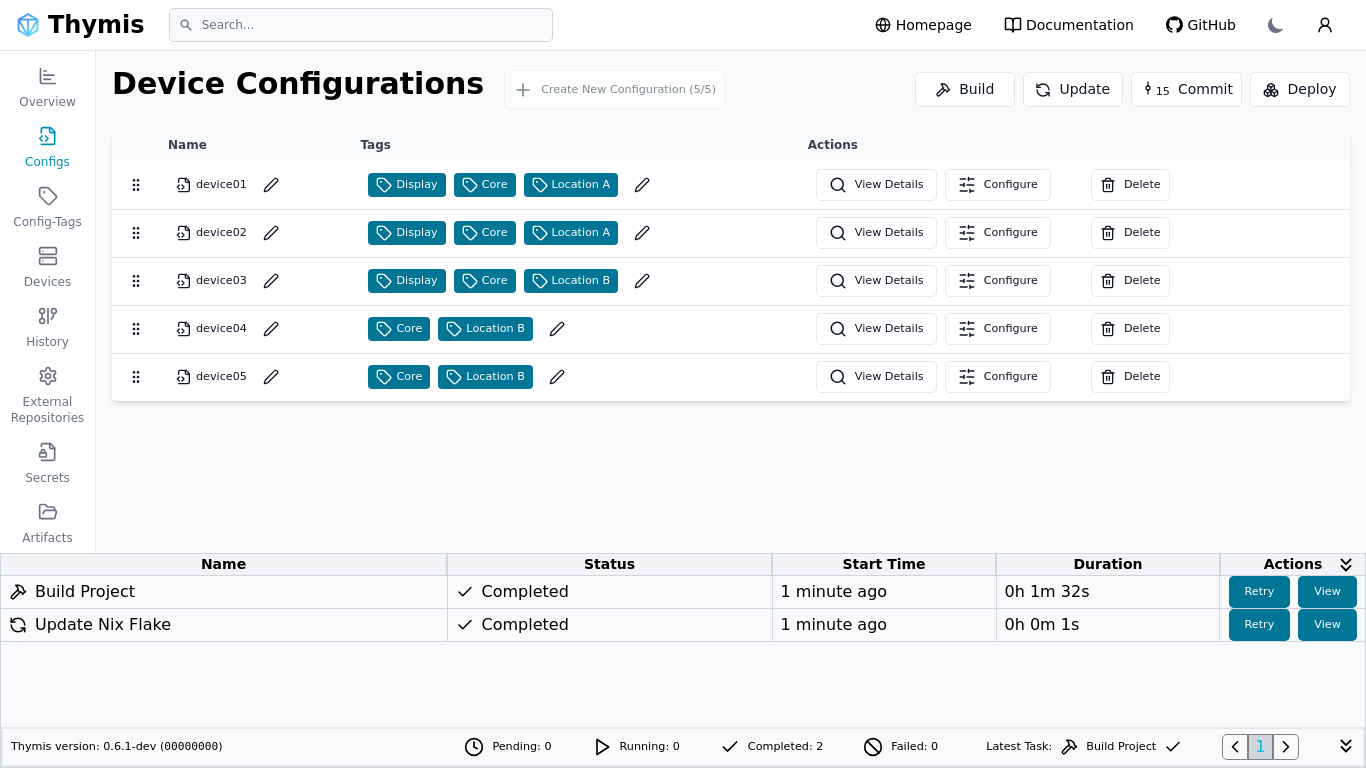 Thymis
Search...
Homepage
Documentation
GitHub
Overview
Configs
Config-Tags
Devices
History
External
Repositories
Secrets
Artifacts
Device Configurations
Create New Configuration (5/5)
Build
Update
15 Commit
Deploy
Name Tags Actions
device01 Display Core Location A View Details Configure Delete
device02 Display Core Location A View Details Configure Delete
device03 Display Core Location B View Details Configure Delete
device04 Core Location B View Details Configure Delete
device05 Core Location B View Details Configure Delete
Name Status Start Time Duration Actions
Build Project Completed 1 minute ago 0h 1m 32s Retry View
Update Nix Flake Completed 1 minute ago 0h 0m 1s Retry View
Thymis version: 0.6.1-dev (00000000) Pending: 0 Running: 0 Completed: 2 Failed: 0 Latest Task: Build Project 1